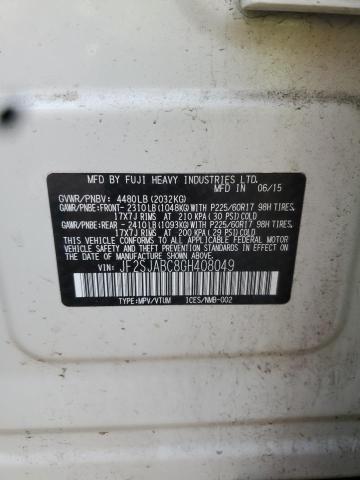 MFD BY FUJI HEAVY INDUSTRIES LTD.
MFD IN 06/15
GVWR/PNBV: 4480LB (2032KG)
GAWR/PNBE:FRONT- 2310LB (1048KG) WITH P225/60R17 98H TIRES,
17X7J RIMS AT 210 KPA (30 PSI) COLD
GAWR/PNBE:REAR - 2410LB (1093KG) WITH P225/60R17 98H TIRES,
17X7J RIMS AT 200 KPA (29 PSI) COLD
THIS VEHICLE CONFORMS TO ALL APPLICABLE U.S. FEDERAL
MOTOR VEHICLE SAFETY STANDARDS IN EFFECT ON THE
DATE OF MANUFACTURE SHOWN ABOVE.
VIN: JF2SJABC8GH408049
TYPE:MPV/VTUM ICES/NMB-002